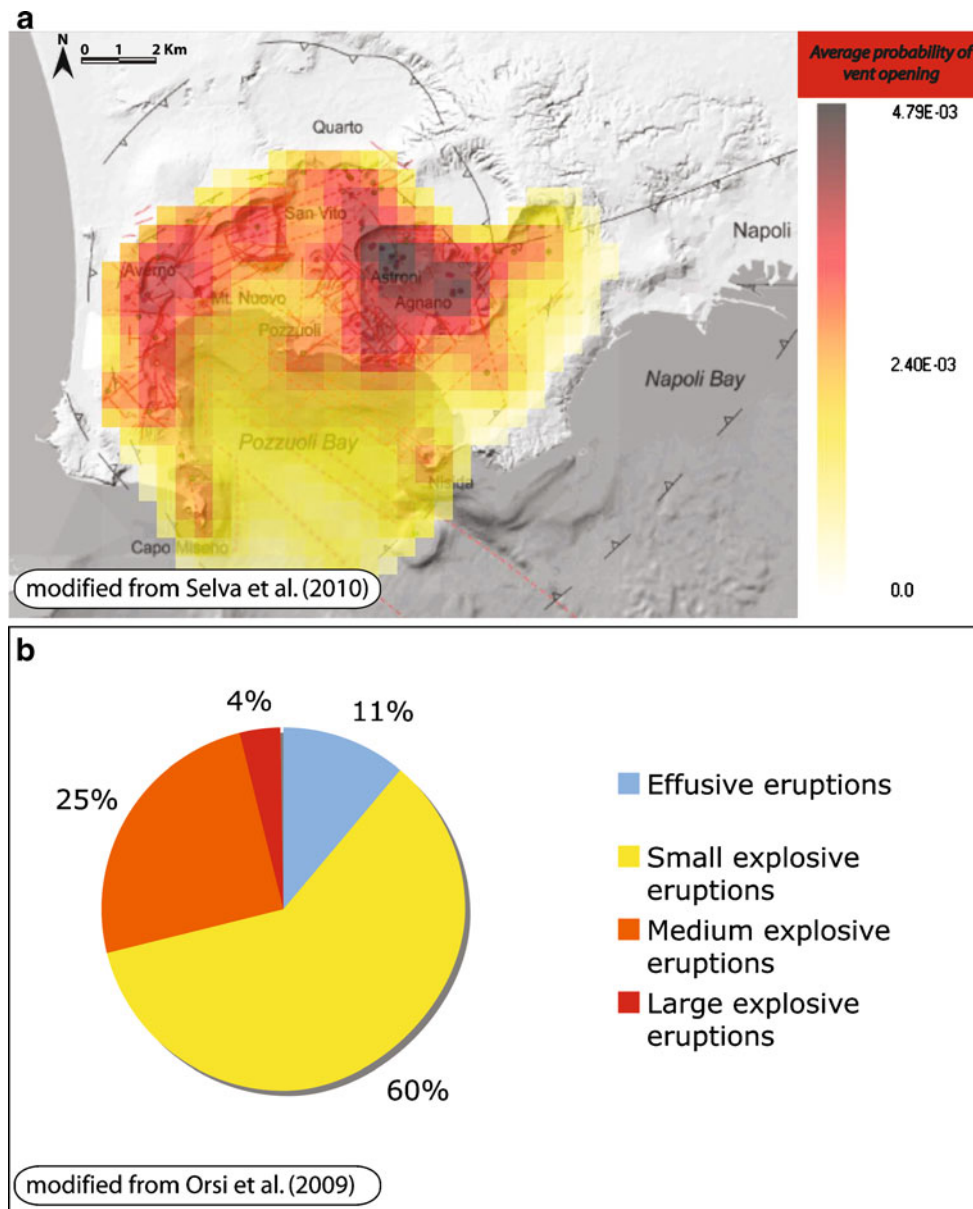 a
N
0 1 2 Km
Average probability of
vent opening
4.79E-03
Quarto
San Vito
Napoli
Averno
Astroni
Agnano
Mt. Nuovo
Pozzuoli
2.40E-03
Napoli Bay
Pozzuoli Bay
Nisida
Capo Miseno
modified from Selva et al. (2010)
0.0
b
4%
11%
25%
60%
Effusive eruptions
Small explosive
eruptions
Medium explosive
eruptions
Large explosive
eruptions
modified from Orsi et al. (2009)